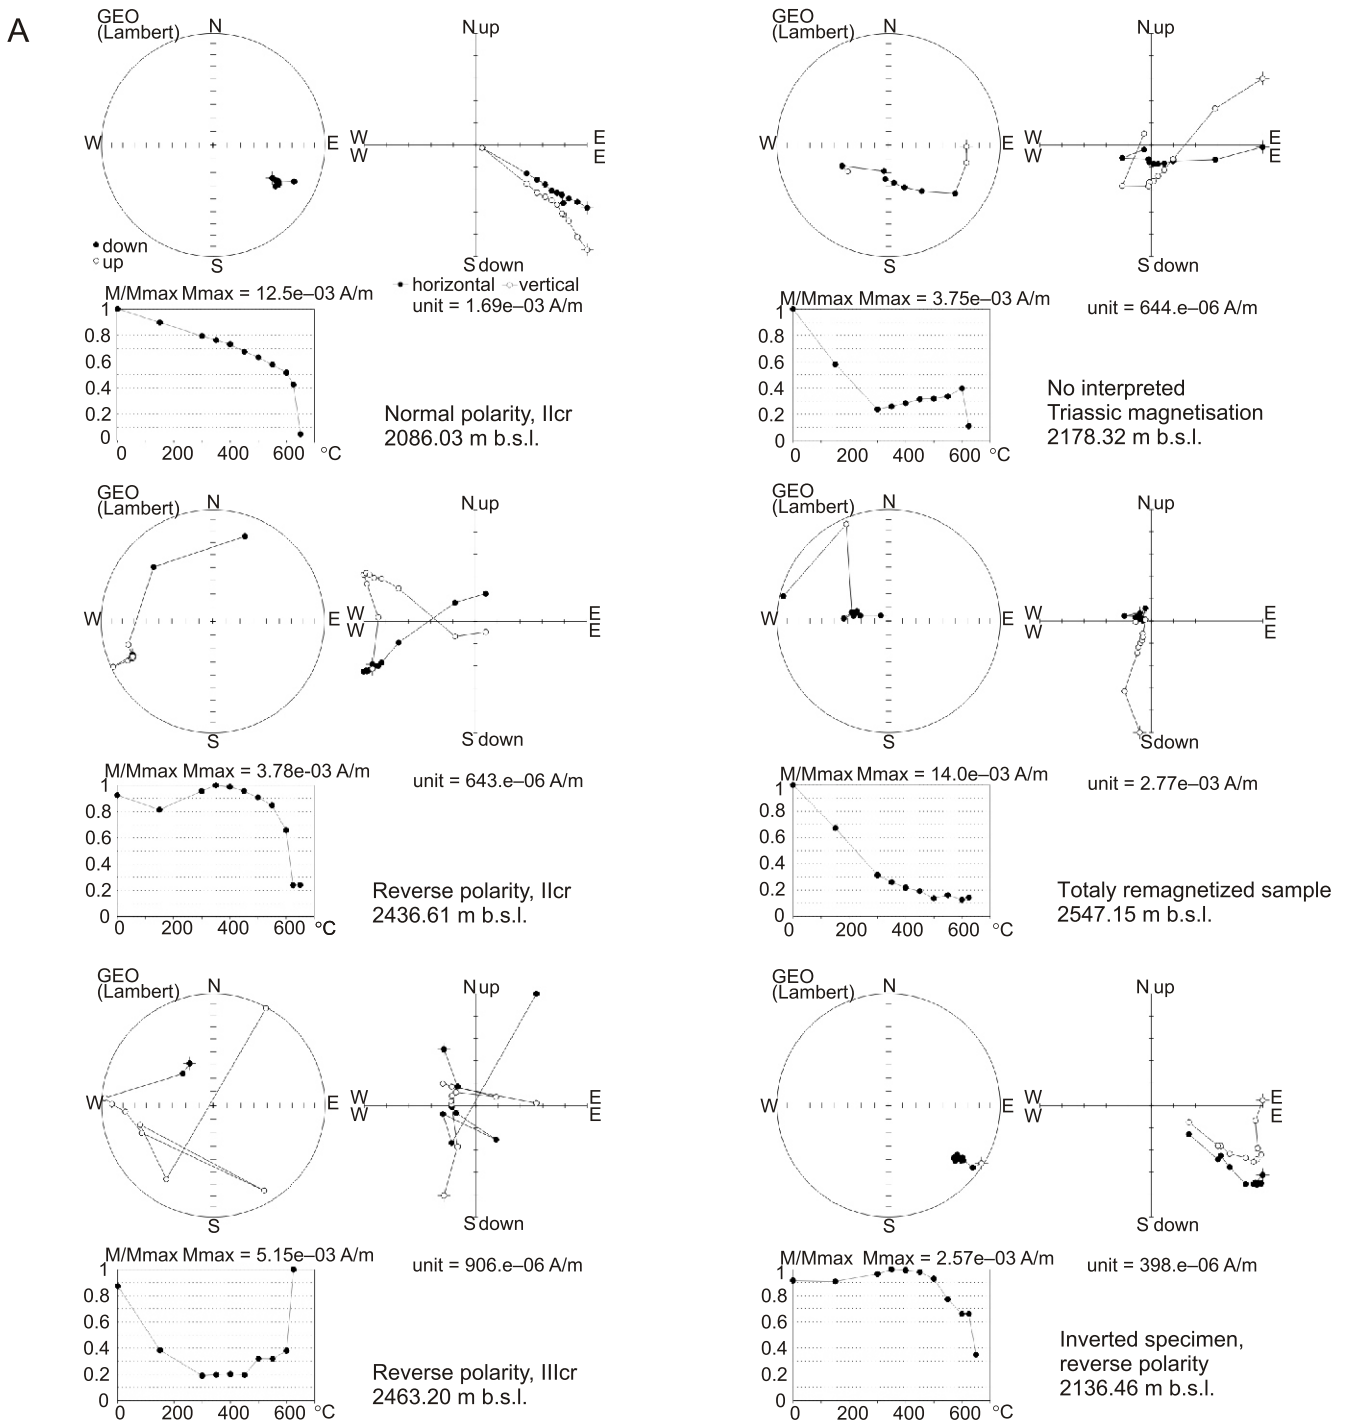 A
GEO
(Lambert)
N
W
E
S
down
up
N up
W
W
E
E
S down
horizontal vertical
unit = 1.69e–03 A/m
M/Mmax Mmax = 12.5e–03 A/m
1
0.8
0.6
0.4
0.2
0
0 200 400 600 °C
Normal polarity, IIcr
2086.03 m b.s.l.
GEO
(Lambert)
N
W
E
S
N up
W
W
E
E
S down
M/Mmax Mmax = 3.75e–03 A/m
unit = 644.e–06 A/m
1
0.8
0.6
0.4
0.2
0
0 200 400 600 °C
No interpreted
Triassic magnetisation
2178.32 m b.s.l.
GEO
(Lambert)
N
W
E
S
N up
W
W
E
E
S down
M/Mmax Mmax = 3.78e-03 A/m
unit = 643.e–06 A/m
1
0.8
0.6
0.4
0.2
0
0 200 400 600 °C
Reverse polarity, IIcr
2436.61 m b.s.l.
GEO
(Lambert)
N
W
E
S
N up
W
W
E
E
S down
M/Mmax Mmax = 14.0e–03 A/m
unit = 2.77e–03 A/m
1
0.8
0.6
0.4
0.2
0
0 200 400 600 °C
Totaly remagnetized sample
2547.15 m b.s.l.
GEO
(Lambert)
N
W
E
S
N up
W
W
E
E
S down
M/Mmax Mmax = 5.15e–03 A/m
unit = 906.e–06 A/m
1
0.8
0.6
0.4
0.2
0
0 200 400 600 °C
Reverse polarity, IIIcr
2463.20 m b.s.l.
GEO
(Lambert)
N
W
E
S
N up
W
W
E
E
S down
M/Mmax Mmax = 2.57e–03 A/m
unit = 398.e–06 A/m
1
0.8
0.6
0.4
0.2
0
0 200 400 600 °C
Inverted specimen,
reverse polarity
2136.46 m b.s.l.